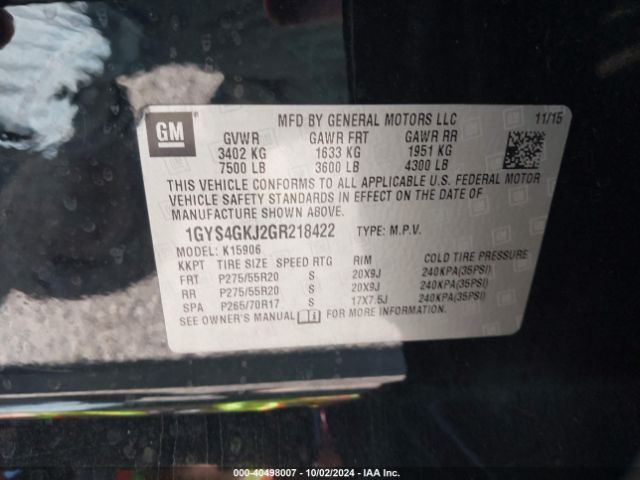 GM
MFD BY GENERAL MOTORS LLC 11/15
GVWR GAWR FRT GAWR RR
3402 KG 1633 KG 1951 KG
7500 LB 3600 LB 4300 LB
THIS VEHICLE CONFORMS TO ALL APPLICABLE U.S. FEDERAL MOTOR
VEHICLE SAFETY STANDARDS IN EFFECT ON THE DATE OF
MANUFACTURE SHOWN ABOVE.
1GYS4GKJ2GR218422 TYPE: M.P.V.
MODEL: K15906
KKPT TIRE SIZE SPEED RTG RIM COLD TIRE PRESSURE
FRT P275/55R20 S 20X9J 240KPA(35PSI)
RR P275/55R20 S 20X9J 240KPA(35PSI)
SPA P265/70R17 S 17X7.5J 240KPA(35PSI)
SEE OWNER'S MANUAL i FOR MORE INFORMATION.
000-40498007 - 10/02/2024 - IAA Inc.